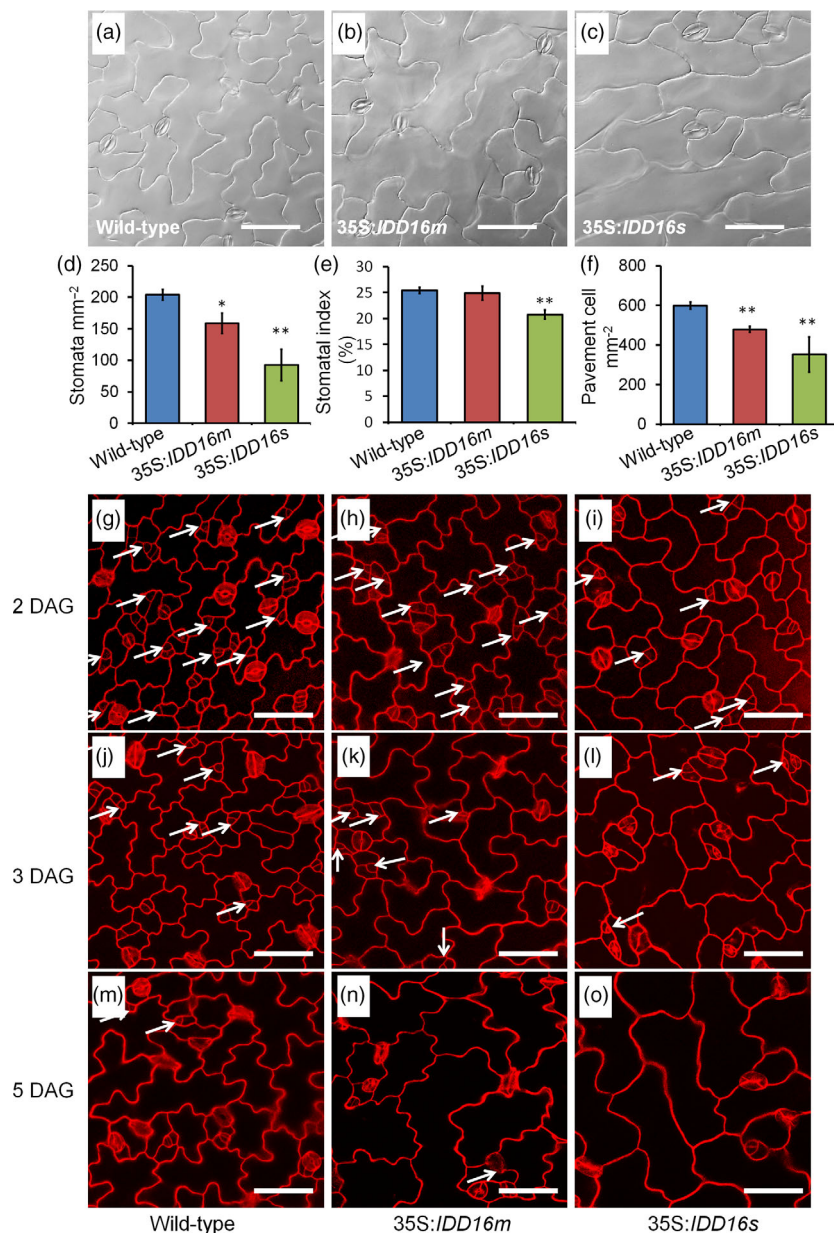 (a)
(b)
(c)
Wild-type
35S:IDD16m
35S:IDD16s
(d)
(e)
(f)
Stomata mm⁻²
250
200
150
100
50
0
*
**
Wild-type
35S:IDD16m
35S:IDD16s
Stomatal index
(%)
30
25
20
15
10
5
0
**
Wild-type
35S:IDD16m
35S:IDD16s
Pavement cell
mm⁻²
800
600
400
200
0
**
**
Wild-type
35S:IDD16m
35S:IDD16s
(g)
(h)
(i)
2 DAG
(j)
(k)
(l)
3 DAG
(m)
(n)
(o)
5 DAG
Wild-type
35S:IDD16m
35S:IDD16s